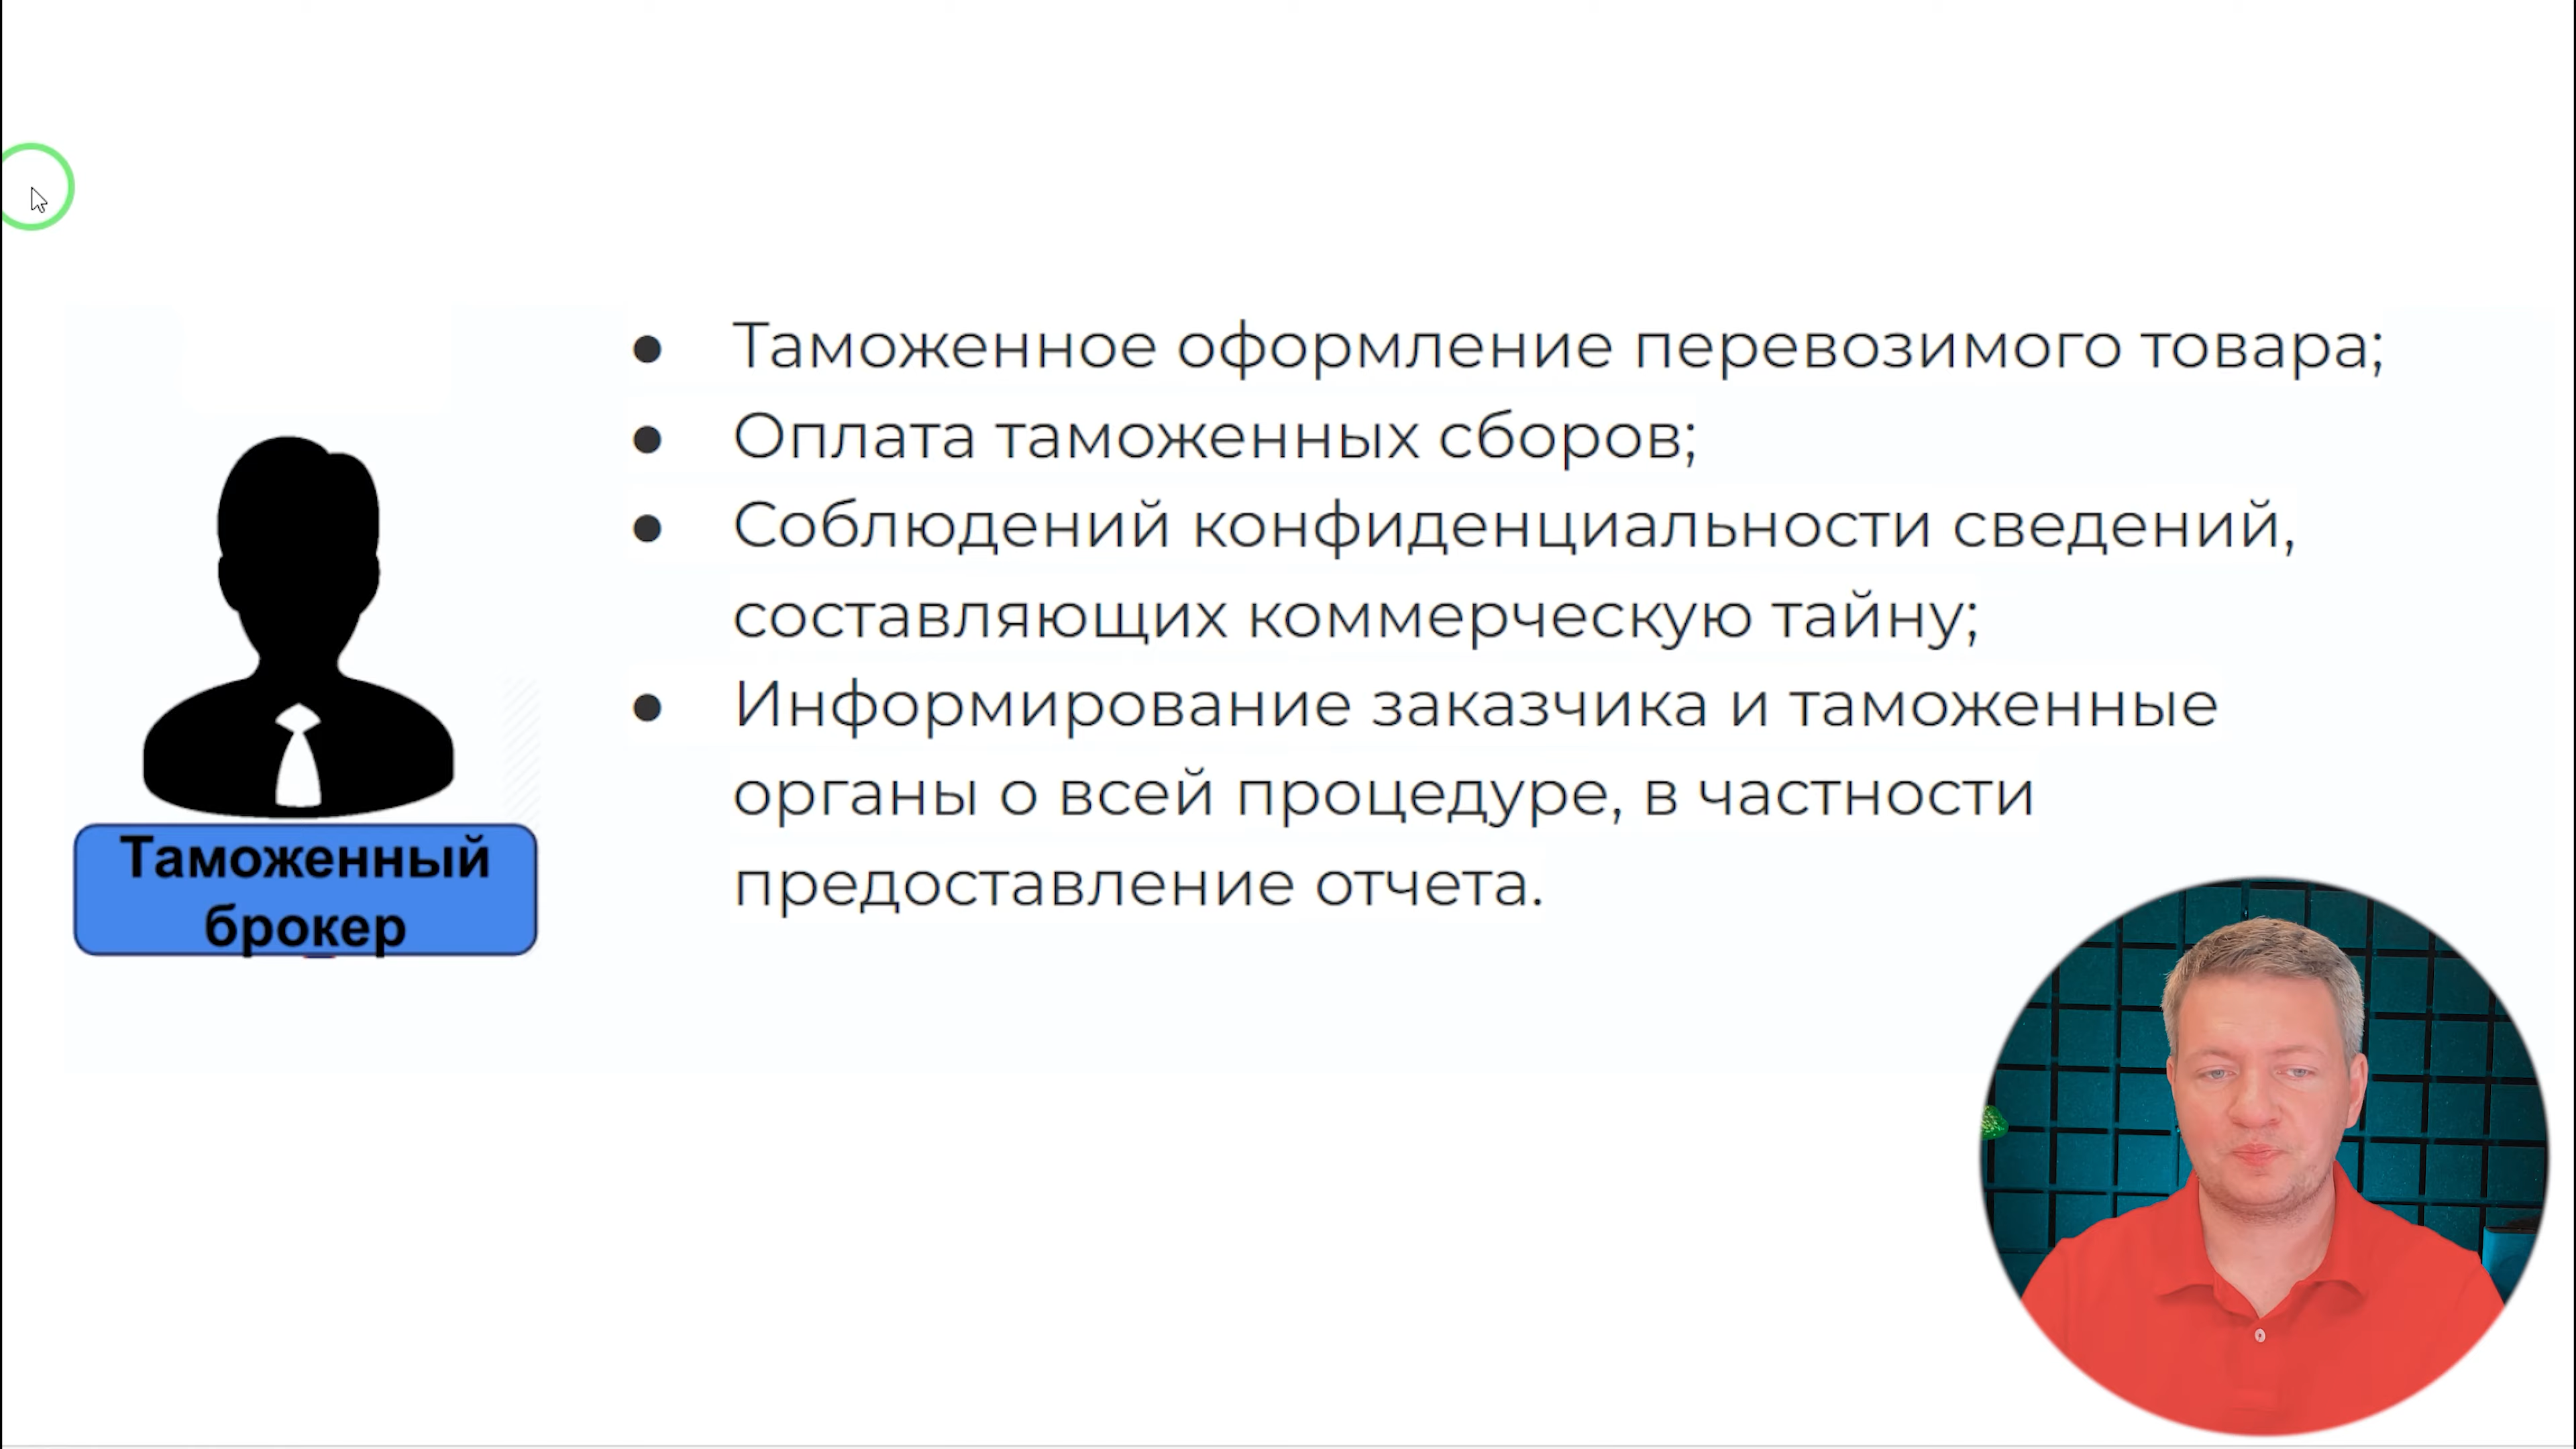 ● Таможенное оформление перевозимого товара;
● Оплата таможенных сборов;
● Соблюдений конфиденциальности сведений,
составляющих коммерческую тайну;
● Информирование заказчика и таможенные
органы о всей процедуре, в частности
предоставление отчета.
Таможенный
брокер